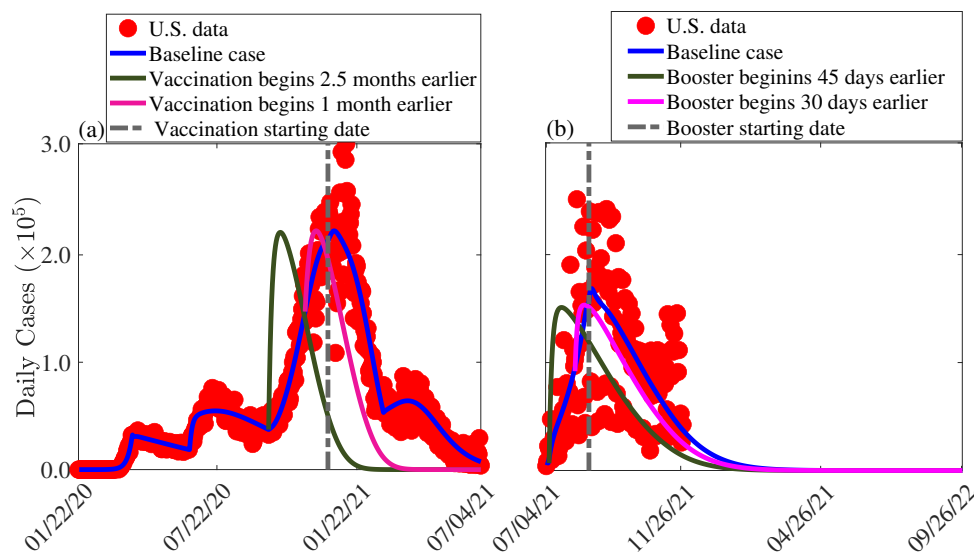 U.S. data
Baseline case
Vaccination begins 2.5 months earlier
Vaccination begins 1 month earlier
Vaccination starting date
(a)
3.0
2.0
1.0
0.0
Daily Cases (×10⁵)
01/22/20
07/22/20
01/21/21
07/04/21
U.S. data
Baseline case
Booster beginins 45 days earlier
Booster begins 30 days earlier
Booster starting date
(b)
07/04/21
11/26/21
04/26/21
09/26/22